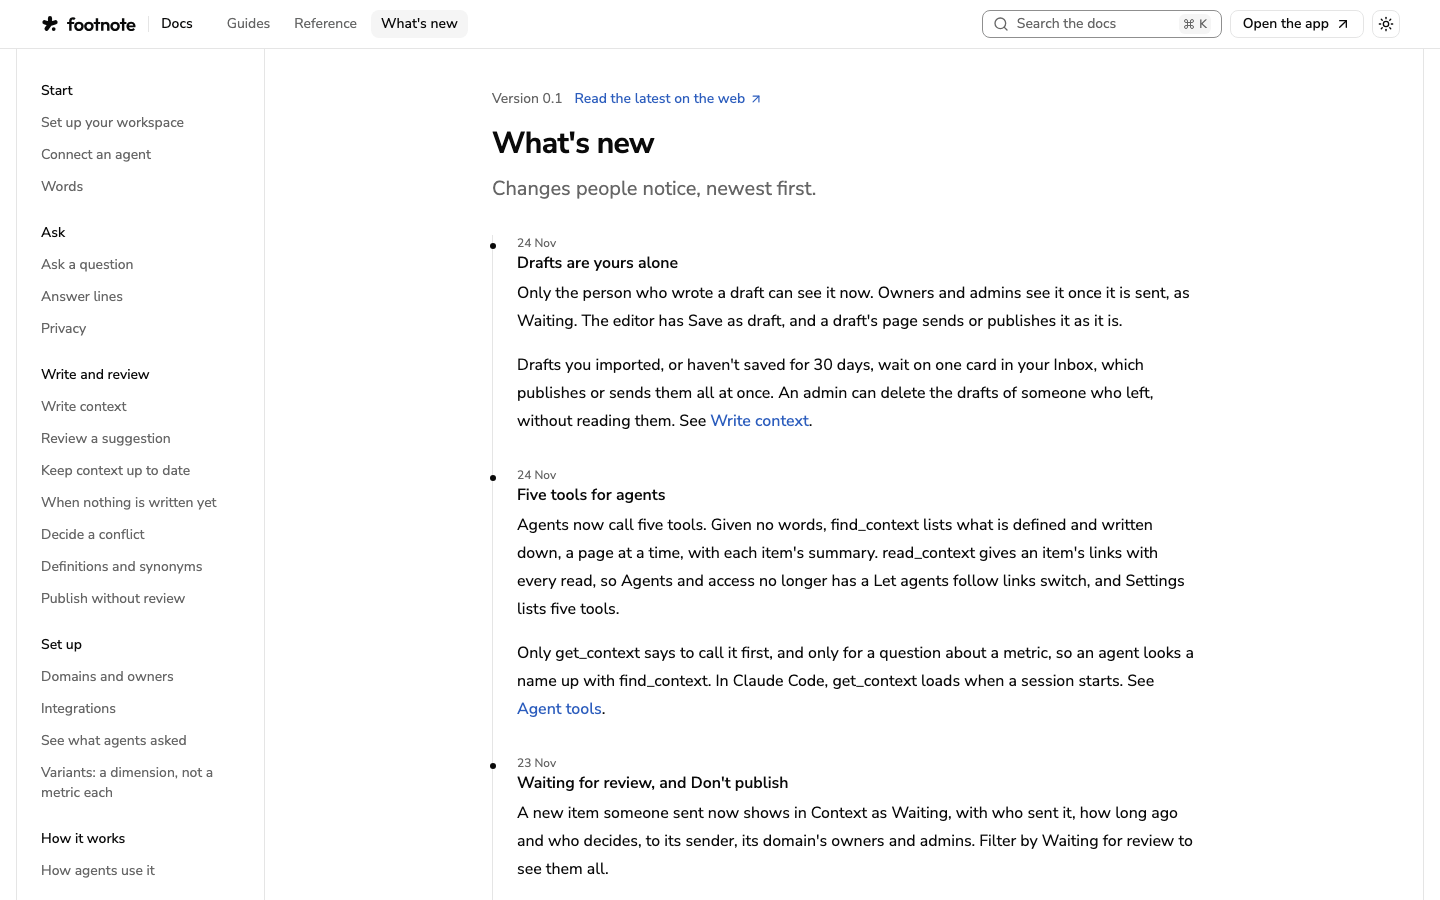 footnote
Docs
Guides
Reference
What's new
Search the docs
⌘ K
Open the app
Start
Set up your workspace
Connect an agent
Words
Ask
Ask a question
Answer lines
Privacy
Write and review
Write context
Review a suggestion
Keep context up to date
When nothing is written yet
Decide a conflict
Definitions and synonyms
Publish without review
Set up
Domains and owners
Integrations
See what agents asked
Variants: a dimension, not a
metric each
How it works
How agents use it
Version 0.1 Read the latest on the web
What's new
Changes people notice, newest first.
24 Nov
Drafts are yours alone
Only the person who wrote a draft can see it now. Owners and admins see it once it is sent, as
Waiting. The editor has Save as draft, and a draft's page sends or publishes it as it is.
Drafts you imported, or haven't saved for 30 days, wait on one card in your Inbox, which
publishes or sends them all at once. An admin can delete the drafts of someone who left,
without reading them. See Write context.
24 Nov
Five tools for agents
Agents now call five tools. Given no words, find_context lists what is defined and written
down, a page at a time, with each item's summary. read_context gives an item's links with
every read, so Agents and access no longer has a Let agents follow links switch, and Settings
lists five tools.
Only get_context says to call it first, and only for a question about a metric, so an agent looks a
name up with find_context. In Claude Code, get_context loads when a session starts. See
Agent tools.
23 Nov
Waiting for review, and Don't publish
A new item someone sent now shows in Context as Waiting, with who sent it, how long ago
and who decides, to its sender, its domain's owners and admins. Filter by Waiting for review to
see them all.